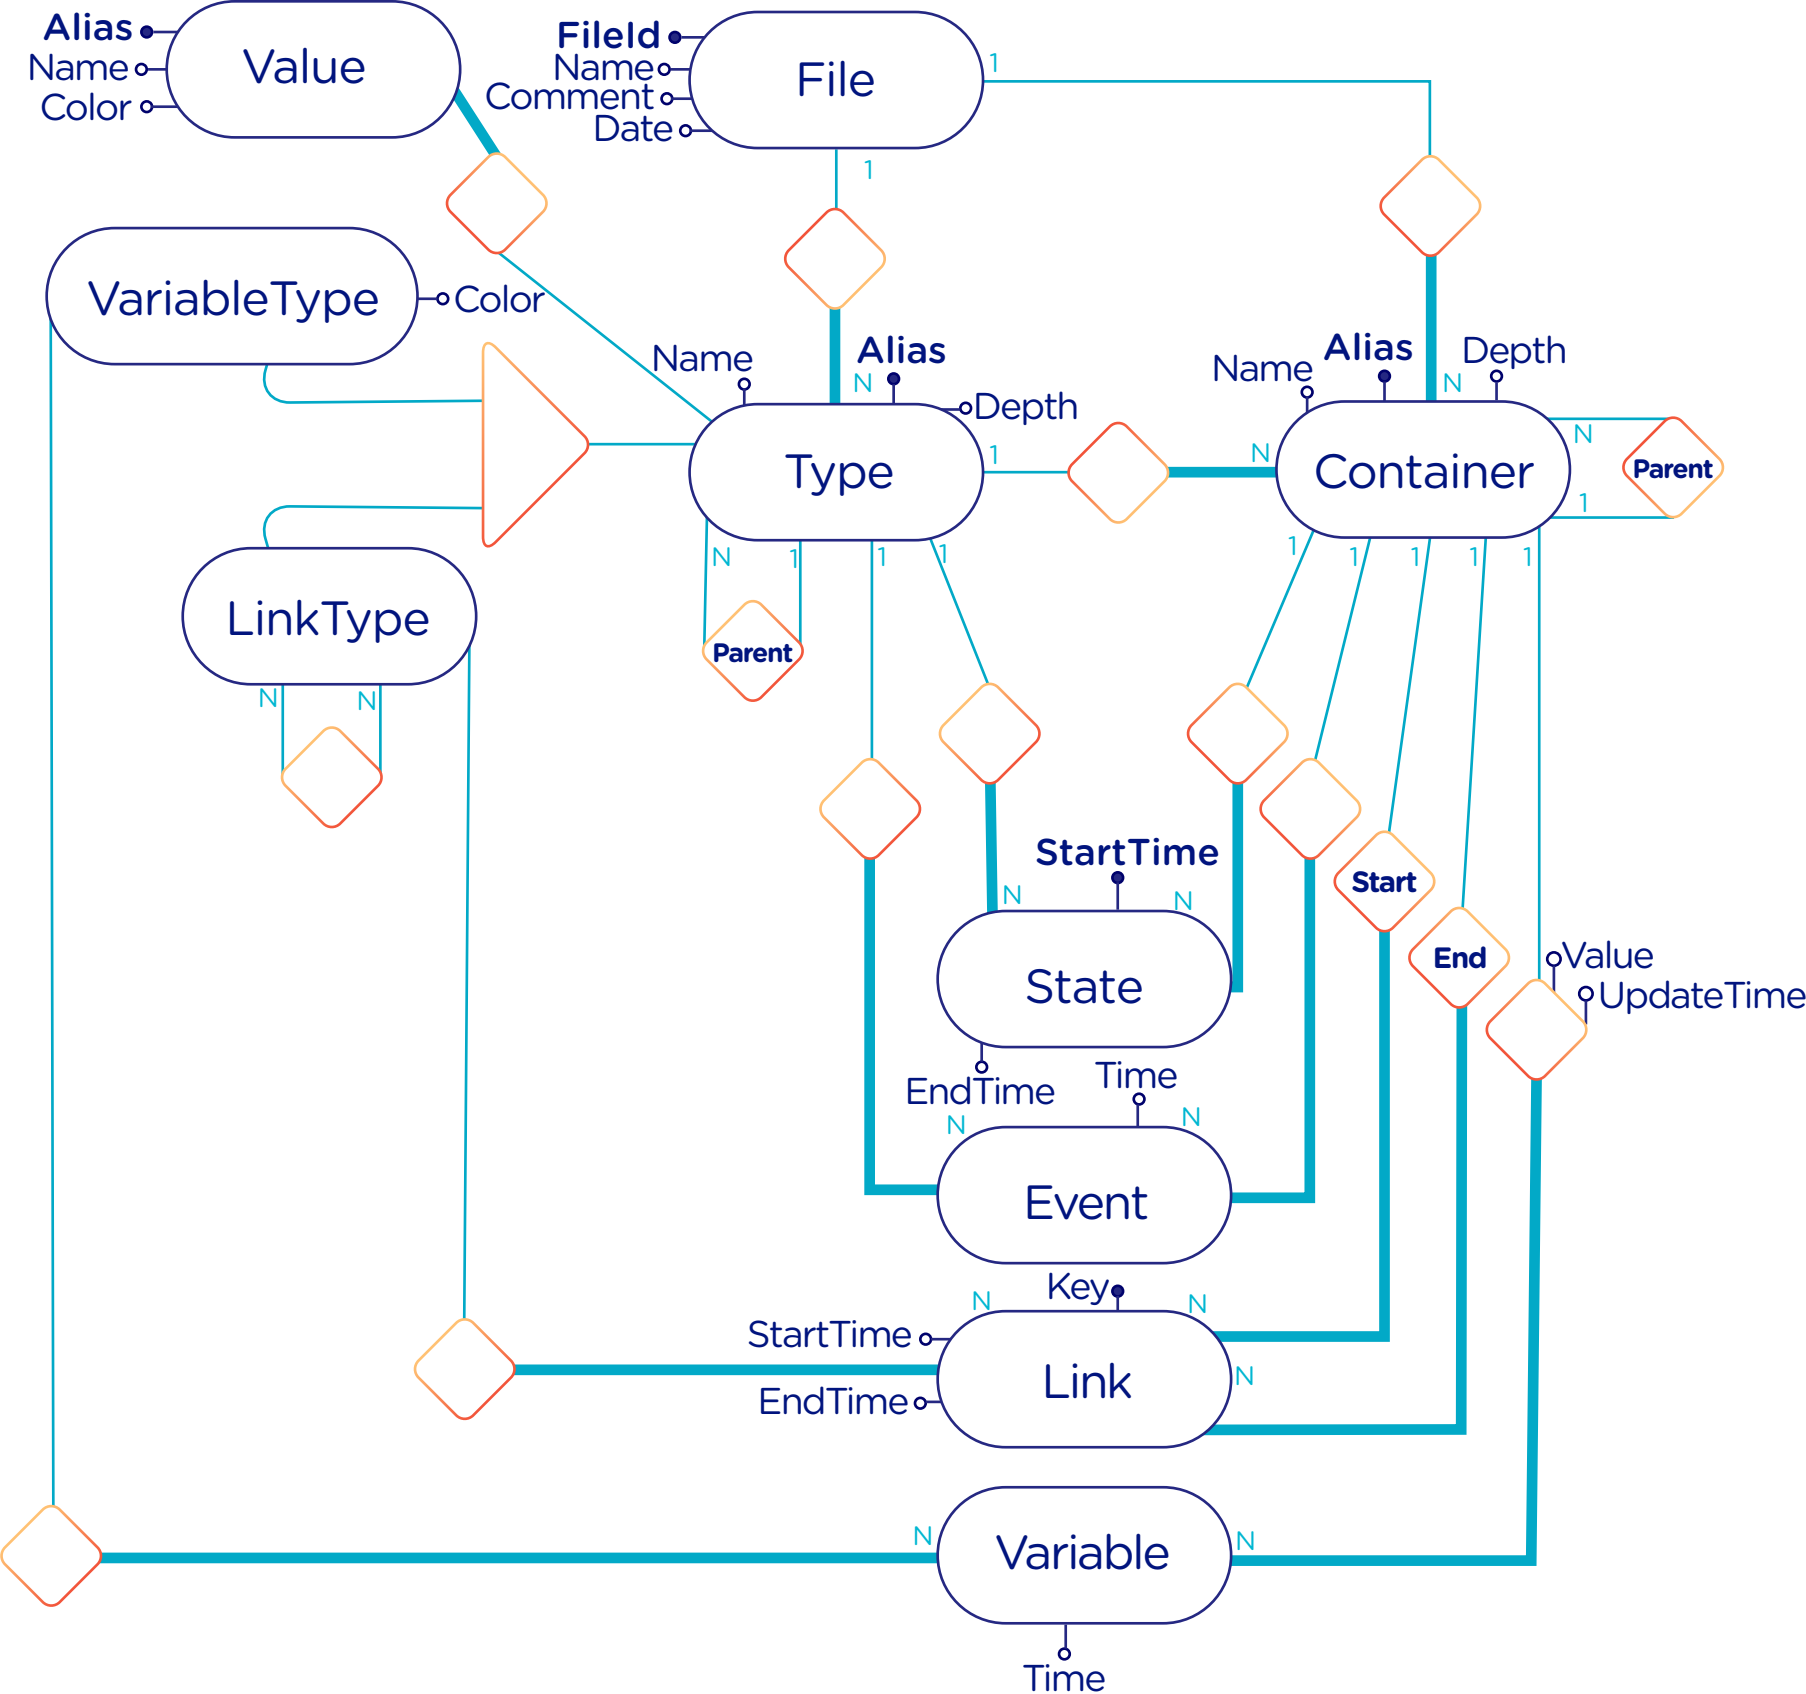 Alias
Name
Color
Value
FileId
Name
Comment
Date
File
1
1
VariableType
Color
Name
Alias
N
Depth
Type
1
N
Name
Alias
Depth
N
Container
N
Parent
1
N
1
1
1
Parent
1
1
1
1
1
LinkType
N
N
StartTime
N
N
State
EndTime
Start
End
Value
UpdateTime
Time
N
N
Event
Key
N
N
StartTime
Link
N
EndTime
N
Variable
N
Time